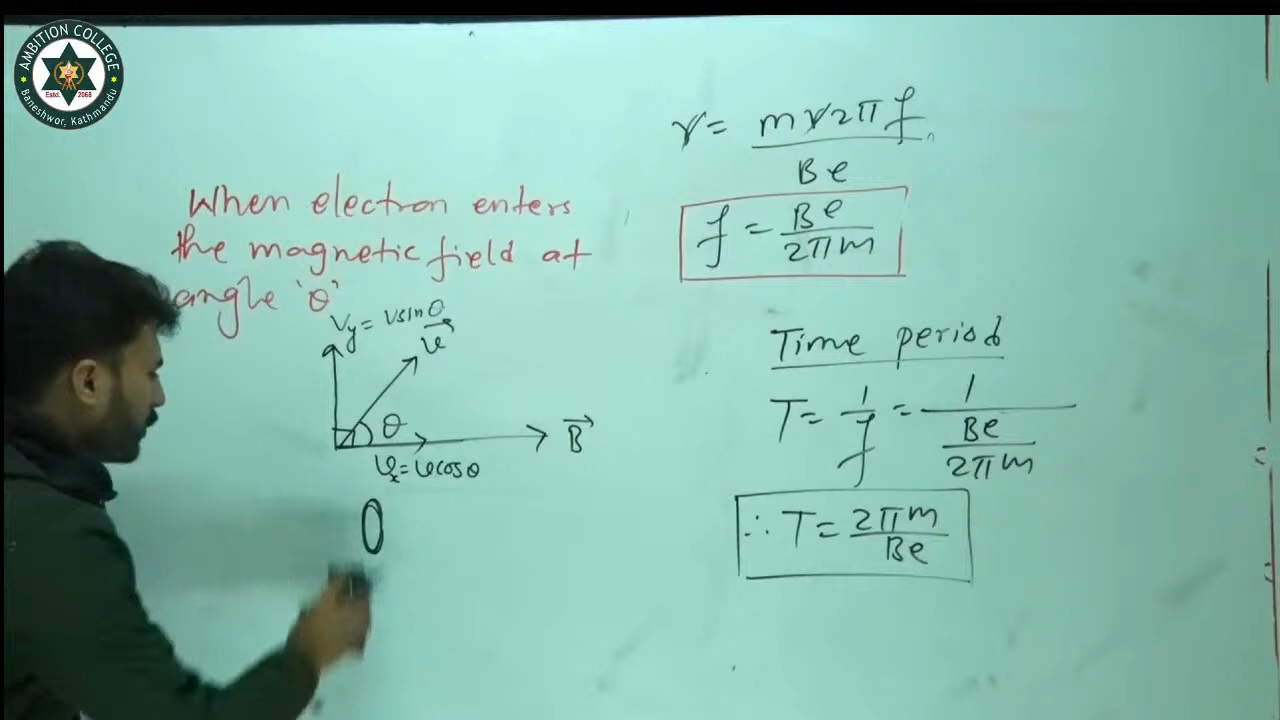 AMBITION COLLEGE
Estd. 2068
Baneshwor, Kathmandu
When electron enters
the magnetic field at
angle 'θ'
Vy = vsinθ
v⃗
θ
B⃗
vx = vcosθ
r = mr2πf / Be
f = Be / 2πm
Time period
T = 1/f = 1 / (Be / 2πm)
∴ T = 2πm / Be